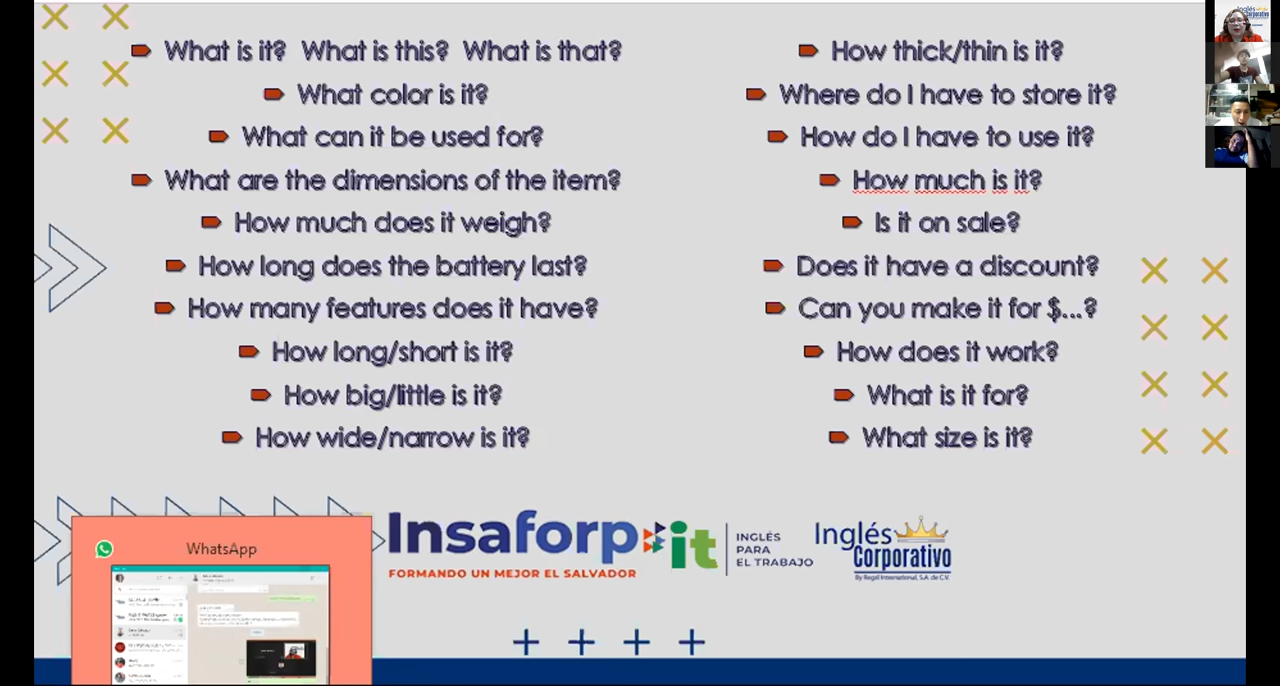 What is it?  What is this?  What is that?
What color is it?
What can it be used for?
What are the dimensions of the item?
How much does it weigh?
How long does the battery last?
How many features does it have?
How long/short is it?
How big/little is it?
How wide/narrow is it?
How thick/thin is it?
Where do I have to store it?
How do I have to use it?
How much is it?
Is it on sale?
Does it have a discount?
Can you make it for $...?
How does it work?
What is it for?
What size is it?
WhatsApp
Insaforp
FORMANDO UN MEJOR EL SALVADOR
it
INGLÉS
PARA
EL TRABAJO
Inglés
Corporativo
By Regal International, S.A. de C.V.